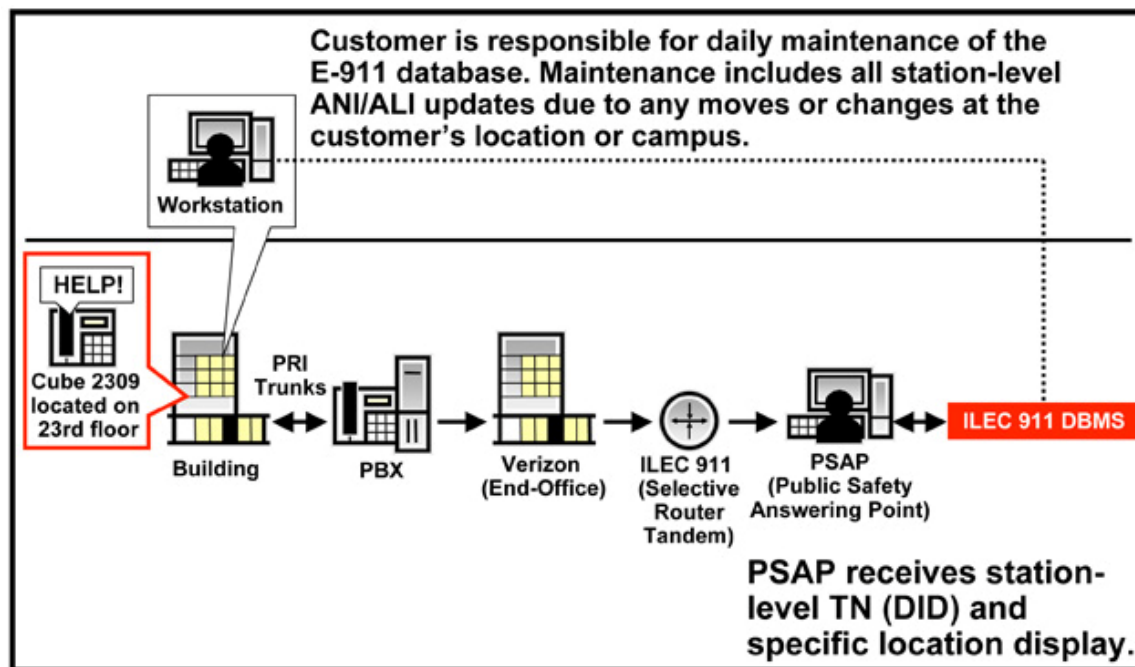 Customer is responsible for daily maintenance of the
E-911 database. Maintenance includes all station-level
ANI/ALI updates due to any moves or changes at the
customer's location or campus.
Workstation
HELP!
Cube 2309
located on
23rd floor
Building
PRI
Trunks
PBX
Verizon
(End-Office)
ILEC 911
(Selective
Router
Tandem)
PSAP
(Public Safety
Answering Point)
ILEC 911 DBMS
PSAP receives station-
level TN (DID) and
specific location display.